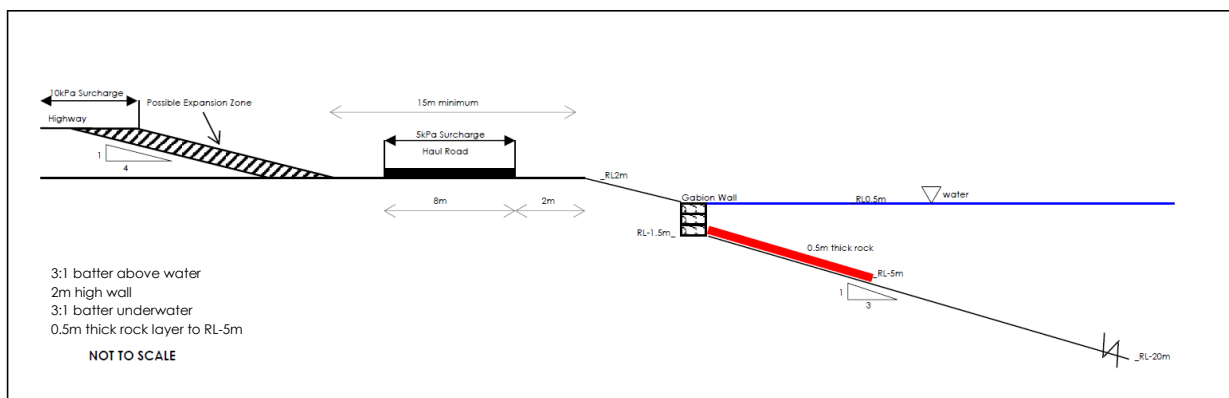 10kPa Surcharge
Possible Expansion Zone
Highway
1
4
15m minimum
5kPa Surcharge
Haul Road
8m
2m
_RL2m
Gabion Wall
RL0.5m
water
RL-1.5m_
0.5m thick rock
_RL-5m
1
3
_RL-20m
3:1 batter above water
2m high wall
3:1 batter underwater
0.5m thick rock layer to RL-5m
NOT TO SCALE